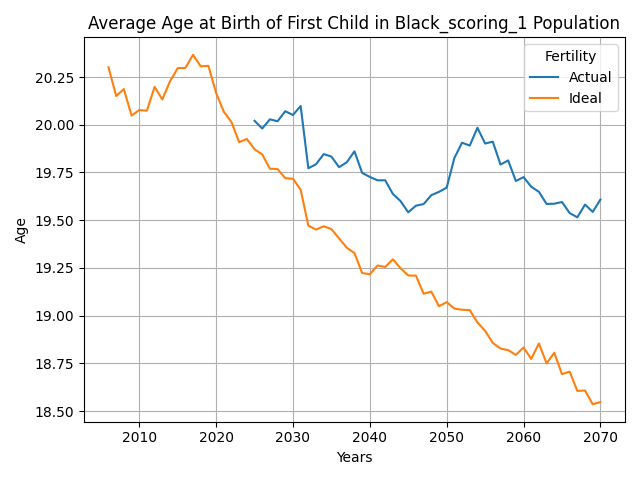 Average Age at Birth of First Child in Black_scoring_1 Population
Fertility
Actual
Ideal
Age
20.25
20.00
19.75
19.50
19.25
19.00
18.75
18.50
2010
2020
2030
2040
2050
2060
2070
Years